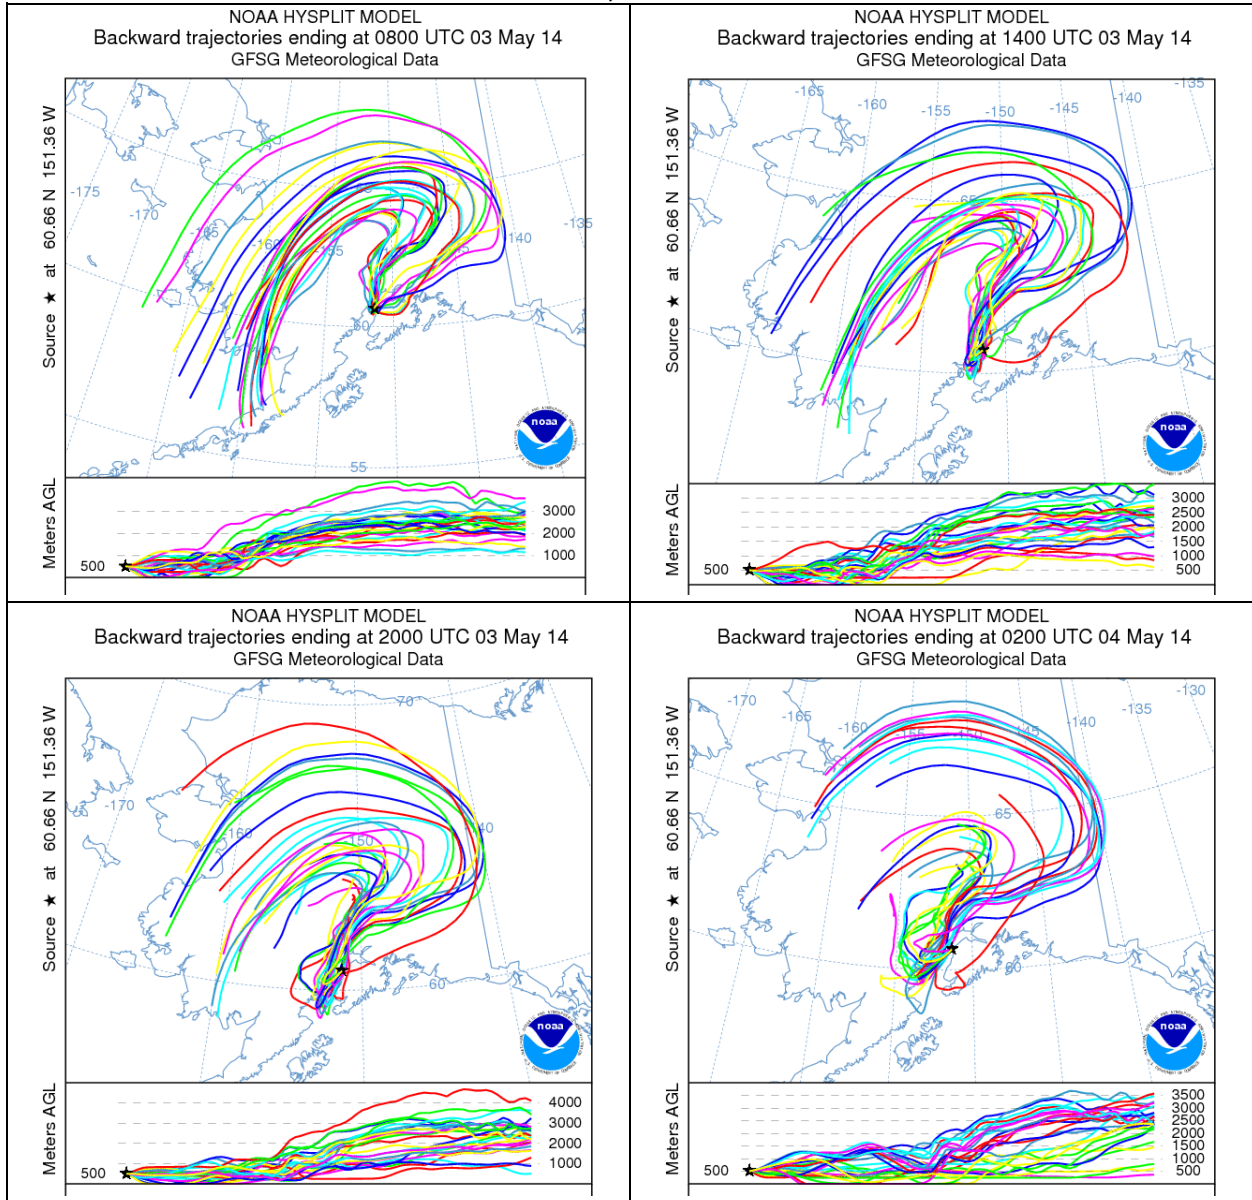 NOAA HYSPLIT MODEL
Backward trajectories ending at 0800 UTC 03 May 14
GFSG Meteorological Data
Source ★ at 60.66 N 151.36 W
-175
-170
-165
-160
-155
140
-135
60
55
noaa
Meters AGL
500
3000
2000
1000
NOAA HYSPLIT MODEL
Backward trajectories ending at 1400 UTC 03 May 14
GFSG Meteorological Data
Source ★ at 60.66 N 151.36 W
-165
-160
-155
-150
-145
-140
-135
65
noaa
Meters AGL
500
3000
2500
2000
1500
1000
500
NOAA HYSPLIT MODEL
Backward trajectories ending at 2000 UTC 03 May 14
GFSG Meteorological Data
Source ★ at 60.66 N 151.36 W
70
-170
-160
-150
40
60
noaa
Meters AGL
500
4000
3000
2000
1000
NOAA HYSPLIT MODEL
Backward trajectories ending at 0200 UTC 04 May 14
GFSG Meteorological Data
Source ★ at 60.66 N 151.36 W
-170
-165
-160
-155
-150
-145
-140
-135
-130
65
60
noaa
Meters AGL
500
3500
3000
2500
2000
1500
1000
500